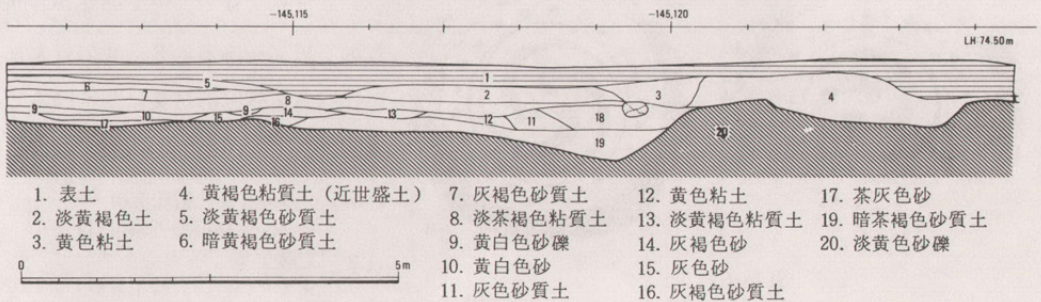 -145,115 -145,120
LH 74.50m
1
5
6
2
3
4
7
8
9 10 15 9 14 13
12 11 18
17 16
19
20
1. 表土
2. 淡黄褐色土
3. 黄色粘土
4. 黄褐色粘質土（近世盛土）
5. 淡黄褐色砂質土
6. 暗黄褐色砂質土
7. 灰褐色砂質土
8. 淡茶褐色粘質土
9. 黄白色砂礫
10. 黄白色砂
11. 灰色砂質土
12. 黄色粘土
13. 淡黄褐色粘質土
14. 灰褐色砂
15. 灰色砂
16. 灰褐色砂質土
17. 茶灰色砂
19. 暗茶褐色砂質土
20. 淡黄色砂礫
0 5m